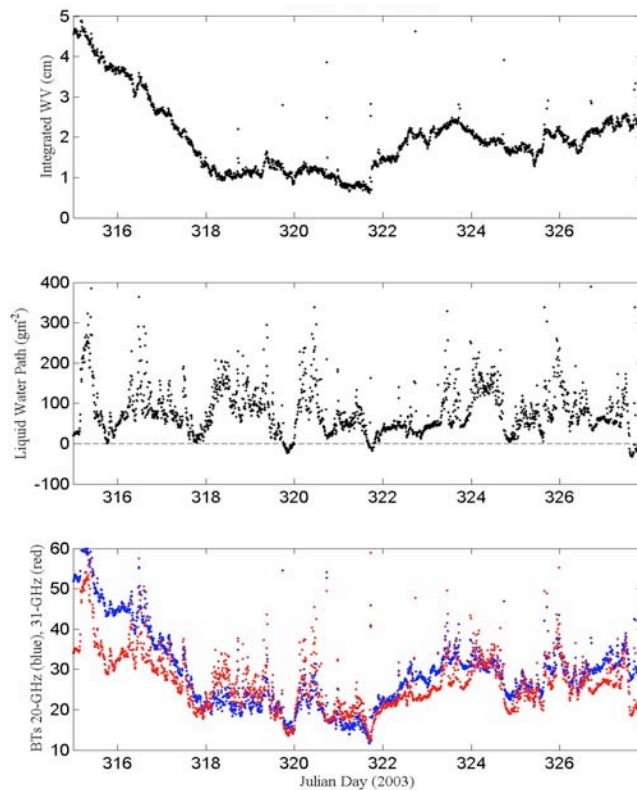 5
4
3
2
1
0
Integrated WV (cm)
316 318 320 322 324 326
400
300
200
100
0
-100
Liquid Water Path (gm-2)
316 318 320 322 324 326
60
50
40
30
20
10
BTs 20-GHz (blue), 31-GHz (red)
316 318 320 322 324 326
Julian Day (2003)